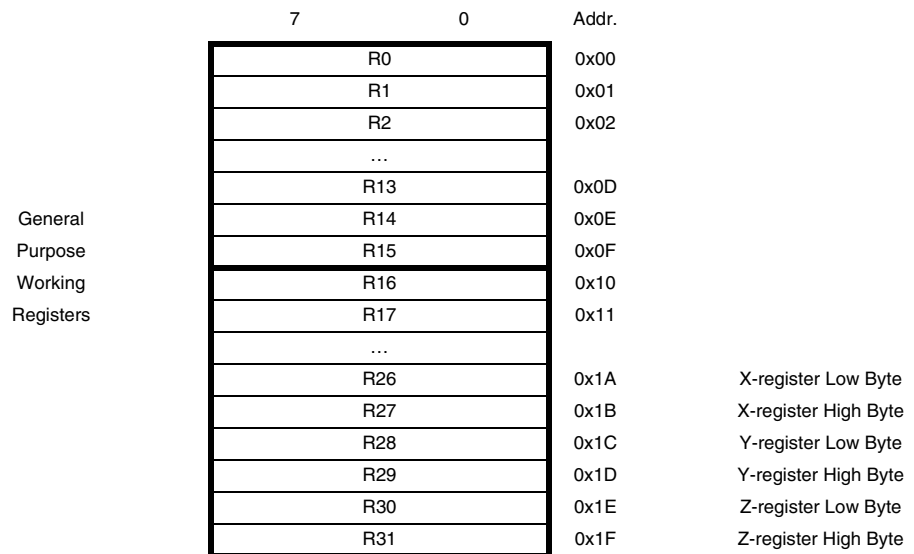 7 0 Addr.
R0 0x00
R1 0x01
R2 0x02
…
R13 0x0D
General R14 0x0E
Purpose R15 0x0F
Working R16 0x10
Registers R17 0x11
…
R26 0x1A X-register Low Byte
R27 0x1B X-register High Byte
R28 0x1C Y-register Low Byte
R29 0x1D Y-register High Byte
R30 0x1E Z-register Low Byte
R31 0x1F Z-register High Byte